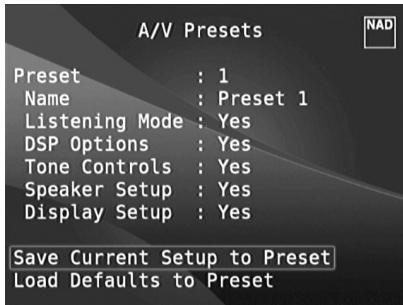 A/V Presets
NAD
Preset : 1
Name : Preset 1
Listening Mode : Yes
DSP Options : Yes
Tone Controls : Yes
Speaker Setup : Yes
Display Setup : Yes
Save Current Setup to Preset
Load Defaults to Preset